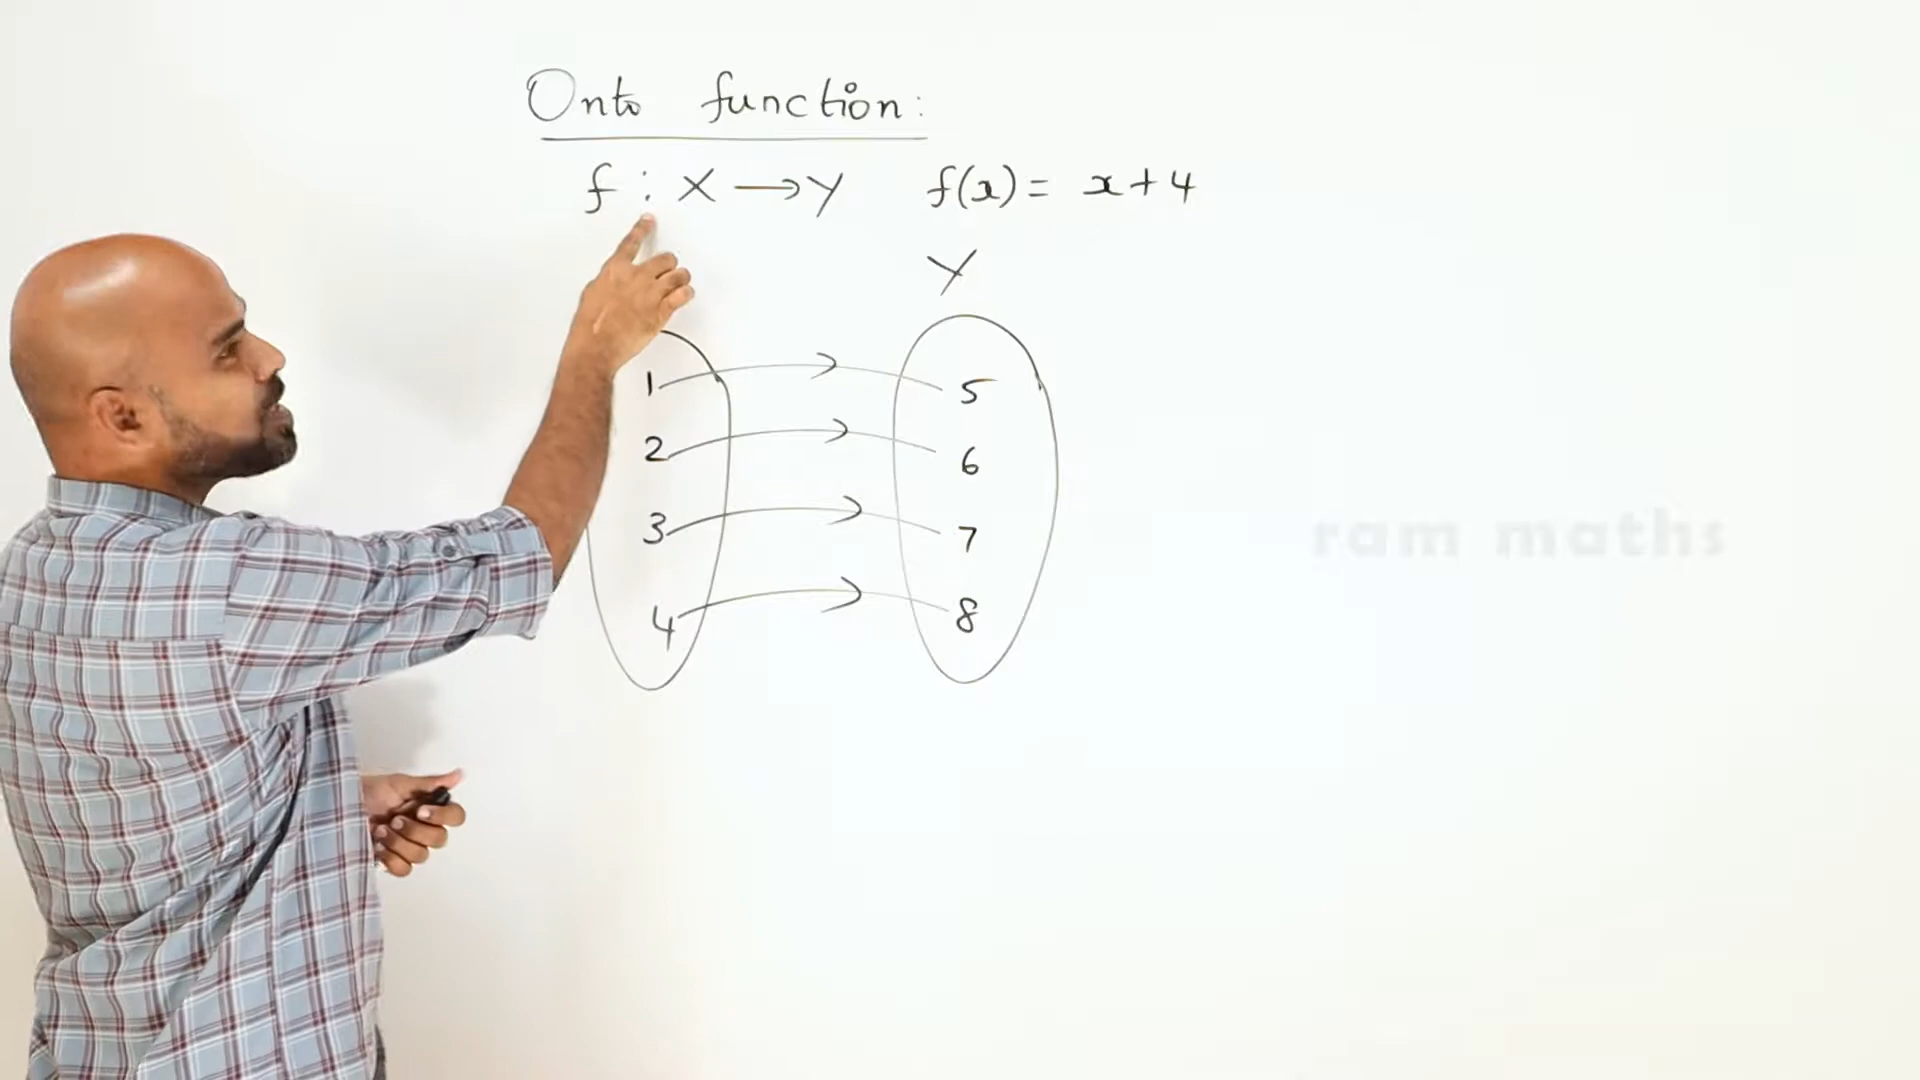 Onto function:
f : X → Y f(x) = x+4
Y
1 5
2 6
3 7
4 8
ram maths